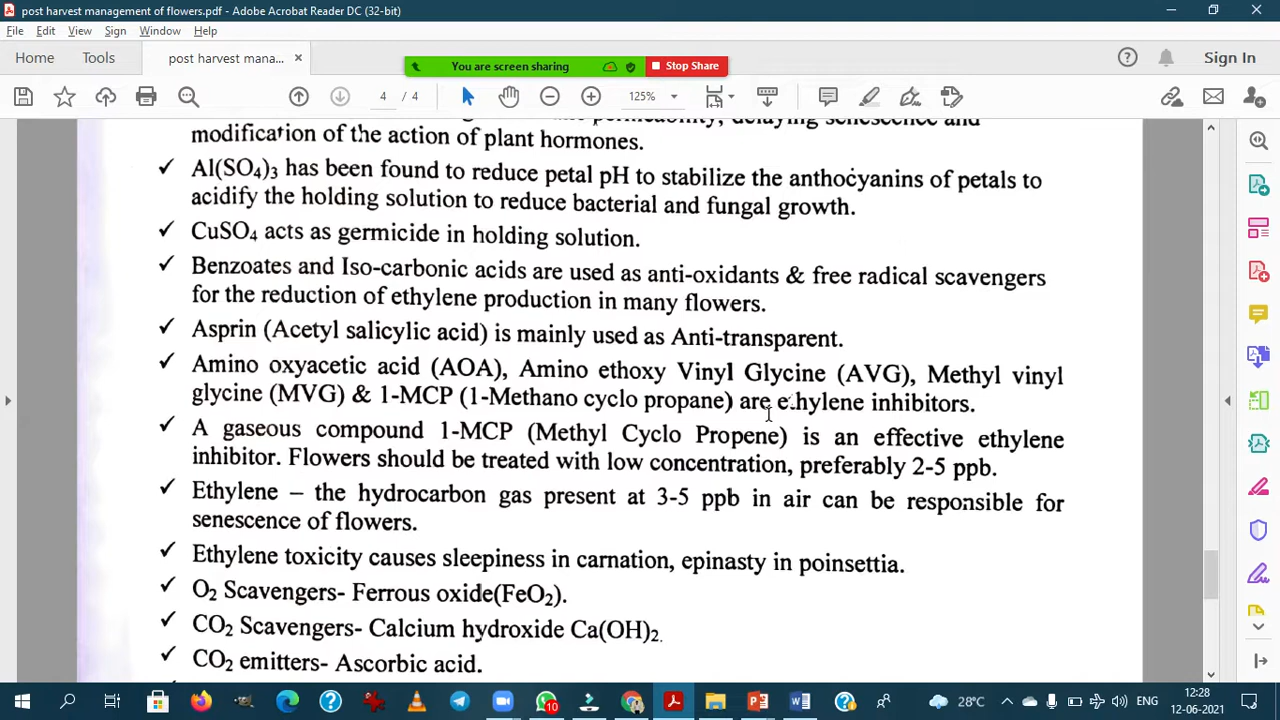 post harvest management of flowers.pdf - Adobe Acrobat Reader DC (32-bit)
File Edit View Sign Window Help
Home Tools post harvest mana... ×
You are screen sharing Stop Share
Sign In
4 / 4 125%
modification of the action of plant hormones.
✓ Al(SO₄)₃ has been found to reduce petal pH to stabilize the anthocyanins of petals to
acidify the holding solution to reduce bacterial and fungal growth.
✓ CuSO₄ acts as germicide in holding solution.
✓ Benzoates and Iso-carbonic acids are used as anti-oxidants & free radical scavengers
for the reduction of ethylene production in many flowers.
✓ Asprin (Acetyl salicylic acid) is mainly used as Anti-transparent.
✓ Amino oxyacetic acid (AOA), Amino ethoxy Vinyl Glycine (AVG), Methyl vinyl
glycine (MVG) & 1-MCP (1-Methano cyclo propane) are ethylene inhibitors.
✓ A gaseous compound 1-MCP (Methyl Cyclo Propene) is an effective ethylene
inhibitor. Flowers should be treated with low concentration, preferably 2-5 ppb.
✓ Ethylene – the hydrocarbon gas present at 3-5 ppb in air can be responsible for
senescence of flowers.
✓ Ethylene toxicity causes sleepiness in carnation, epinasty in poinsettia.
✓ O₂ Scavengers- Ferrous oxide(FeO₂).
✓ CO₂ Scavengers- Calcium hydroxide Ca(OH)₂.
✓ CO₂ emitters- Ascorbic acid.
10 28°C ENG 12:28
12-06-2021